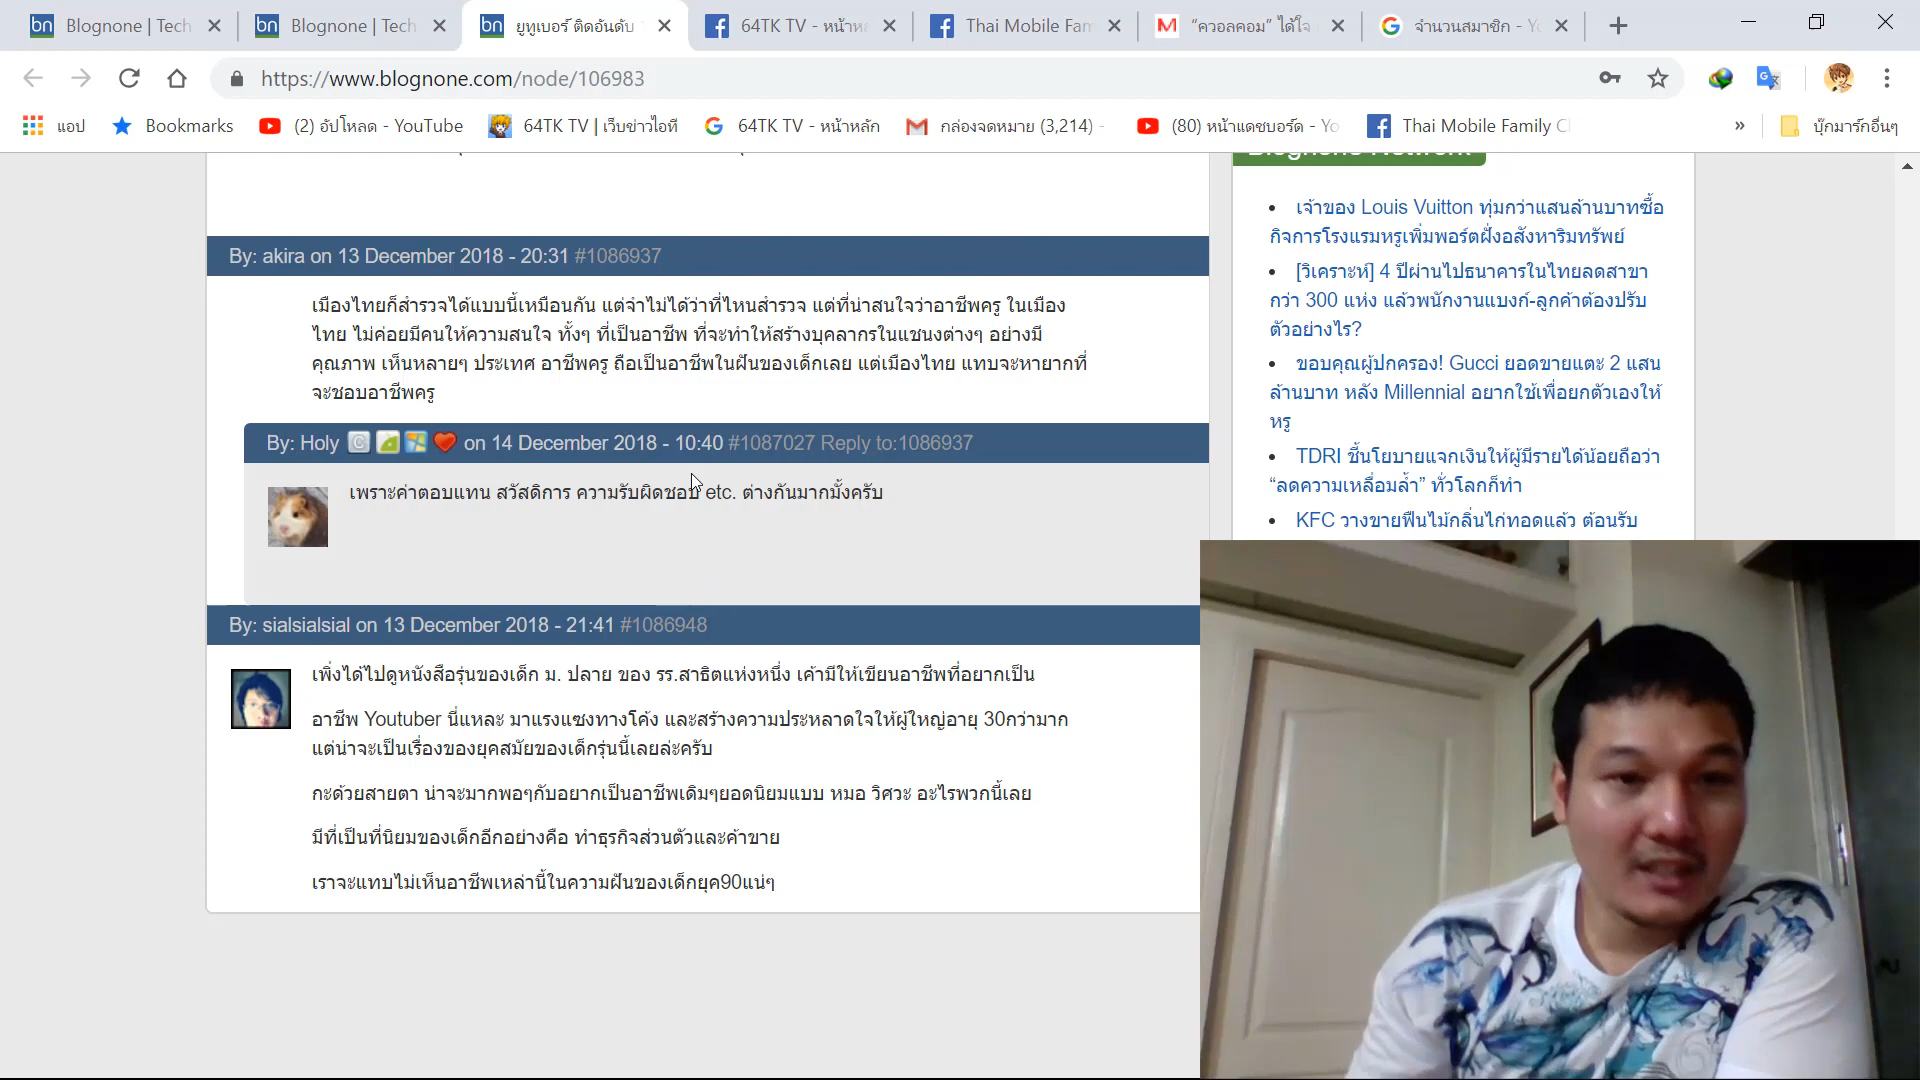 Blognone | Tech
Blognone | Tech
ยูทูเบอร์ ติดอันดับ
64TK TV - หน้าหล
Thai Mobile Fam
“ควอลคอม” ได้ใจ
จำนวนสมาชิก - Yo
https://www.blognone.com/node/106983
แอป
Bookmarks
(2) อัปโหลด - YouTube
64TK TV | เว็บข่าวไอที
64TK TV - หน้าหลัก
กล่องจดหมาย (3,214) -
(80) หน้าแดชบอร์ด - Yo
Thai Mobile Family Cl
»
บุ๊กมาร์กอื่นๆ
By: akira on 13 December 2018 - 20:31 #1086937
เมืองไทยก็สำรวจได้แบบนี้เหมือนกัน แต่จำไม่ได้ว่าที่ไหนสำรวจ แต่ที่น่าสนใจว่าอาชีพครู ในเมือง
ไทย ไม่ค่อยมีคนให้ความสนใจ ทั้งๆ ที่เป็นอาชีพ ที่จะทำให้สร้างบุคลากรในแขนงต่างๆ อย่างมี
คุณภาพ เห็นหลายๆ ประเทศ อาชีพครู ถือเป็นอาชีพในฝันของเด็กเลย แต่เมืองไทย แทบจะหายากที่
จะชอบอาชีพครู
By: Holy on 14 December 2018 - 10:40 #1087027 Reply to:1086937
เพราะค่าตอบแทน สวัสดิการ ความรับผิดชอบ etc. ต่างกันมากมั้งครับ
By: sialsialsial on 13 December 2018 - 21:41 #1086948
เพิ่งได้ไปดูหนังสือรุ่นของเด็ก ม. ปลาย ของ รร.สาธิตแห่งหนึ่ง เค้ามีให้เขียนอาชีพที่อยากเป็น
อาชีพ Youtuber นี่แหละ มาแรงแซงทางโค้ง และสร้างความประหลาดใจให้ผู้ใหญ่อายุ 30กว่ามาก
แต่น่าจะเป็นเรื่องของยุคสมัยของเด็กรุ่นนี้เลยล่ะครับ
กะด้วยสายตา น่าจะมากพอๆกับอยากเป็นอาชีพเดิมๆยอดนิยมแบบ หมอ วิศวะ อะไรพวกนี้เลย
มีที่เป็นที่นิยมของเด็กอีกอย่างคือ ทำธุรกิจส่วนตัวและค้าขาย
เราจะแทบไม่เห็นอาชีพเหล่านี้ในความฝันของเด็กยุค90แน่ๆ
Blognone Network
เจ้าของ Louis Vuitton ทุ่มกว่าแสนล้านบาทซื้อ
กิจการโรงแรมหรูเพิ่มพอร์ตฝั่งอสังหาริมทรัพย์
[วิเคราะห์] 4 ปีผ่านไปธนาคารในไทยลดสาขา
กว่า 300 แห่ง แล้วพนักงานแบงก์-ลูกค้าต้องปรับ
ตัวอย่างไร?
ขอบคุณผู้ปกครอง! Gucci ยอดขายแตะ 2 แสน
ล้านบาท หลัง Millennial อยากใช้เพื่อยกตัวเองให้
หรู
TDRI ชี้นโยบายแจกเงินให้ผู้มีรายได้น้อยถือว่า
“ลดความเหลื่อมล้ำ” ทั่วโลกก็ทำ
KFC วางขายฟืนไม้กลิ่นไก่ทอดแล้ว ต้อนรับ